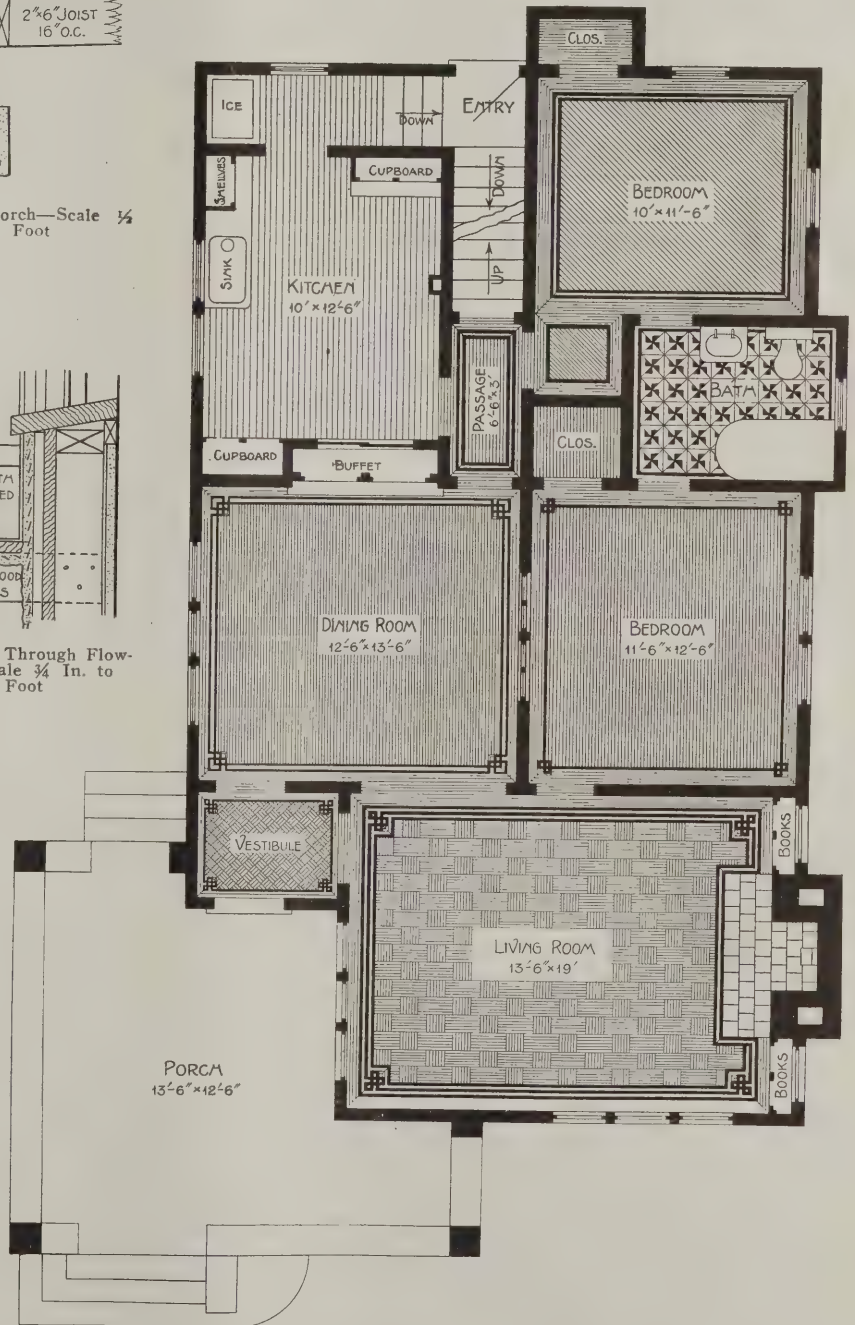 2"×6" JOIST
16" O.C.
orch—Scale ½
Foot
Through Flow-
ale ¾ In. to
Foot
CLOS.
ICE
DOWN
ENTRY
SHELVES
CUPBOARD
DOWN
BEDROOM
10'×11'-6"
SINK
KITCHEN
10'×12'-6"
UP
PASSAGE
6'-6"×3'
BATH
CUPBOARD
BUFFET
CLOS.
DINING ROOM
12'-6"×13'-6"
BEDROOM
11'-6"×12'-6"
VESTIBULE
BOOKS
LIVING ROOM
13'-6"×19'
PORCH
13'-6"×12'-6"
BOOKS